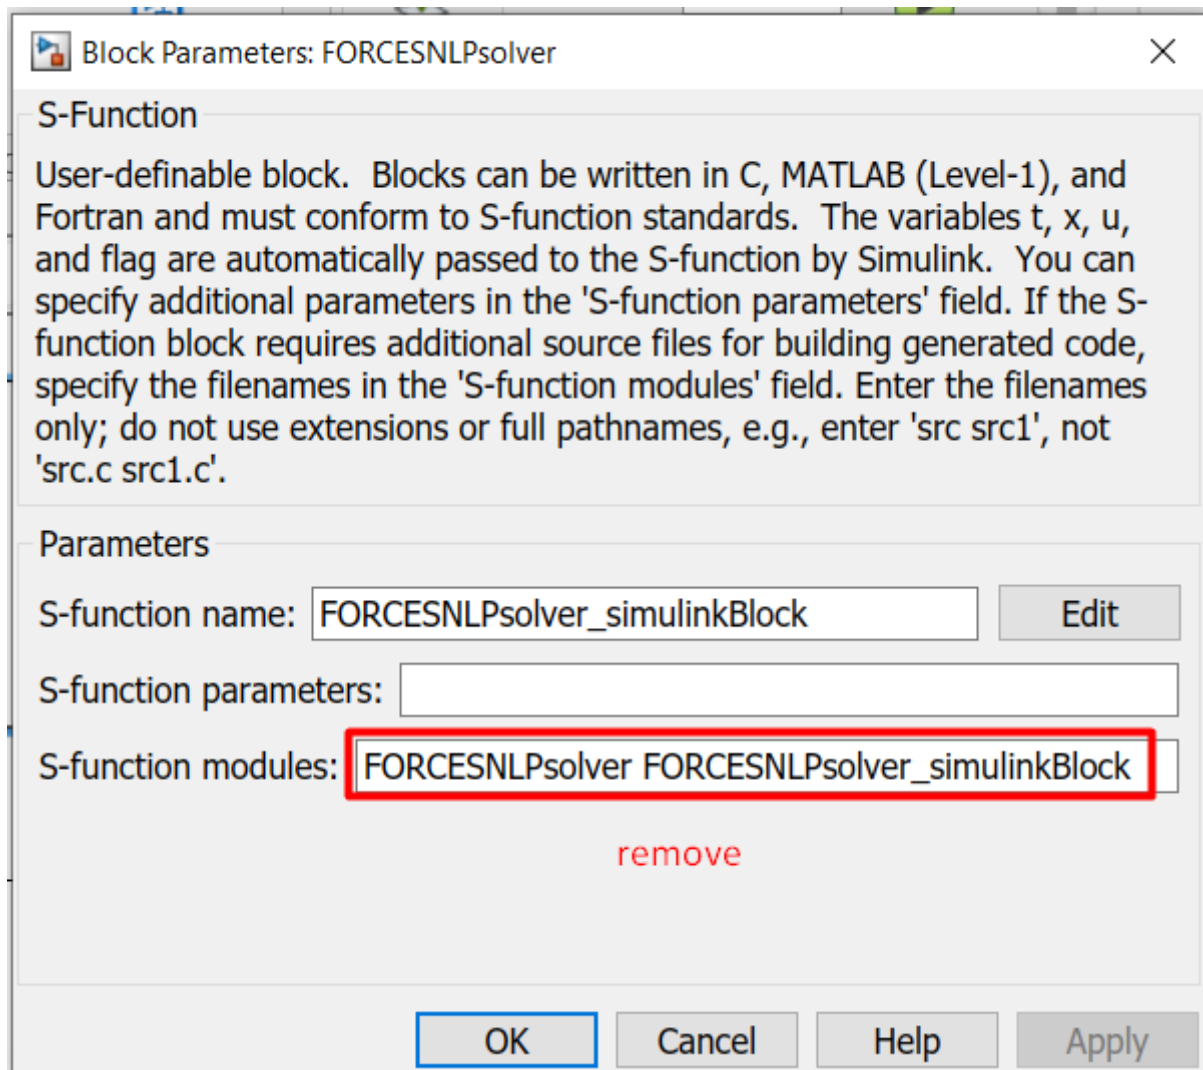 Block Parameters: FORCESNLPsolver
S-Function
User-definable block.  Blocks can be written in C, MATLAB (Level-1), and
Fortran and must conform to S-function standards.  The variables t, x, u,
and flag are automatically passed to the S-function by Simulink.  You can
specify additional parameters in the 'S-function parameters' field. If the S-
function block requires additional source files for building generated code,
specify the filenames in the 'S-function modules' field. Enter the filenames
only; do not use extensions or full pathnames, e.g., enter 'src src1', not
'src.c src1.c'.
Parameters
S-function name: FORCESNLPsolver_simulinkBlock Edit
S-function parameters:
S-function modules: FORCESNLPsolver FORCESNLPsolver_simulinkBlock
remove
OK Cancel Help Apply